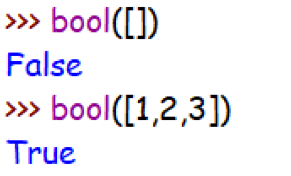 >>> bool([])
False
>>> bool([1,2,3])
True